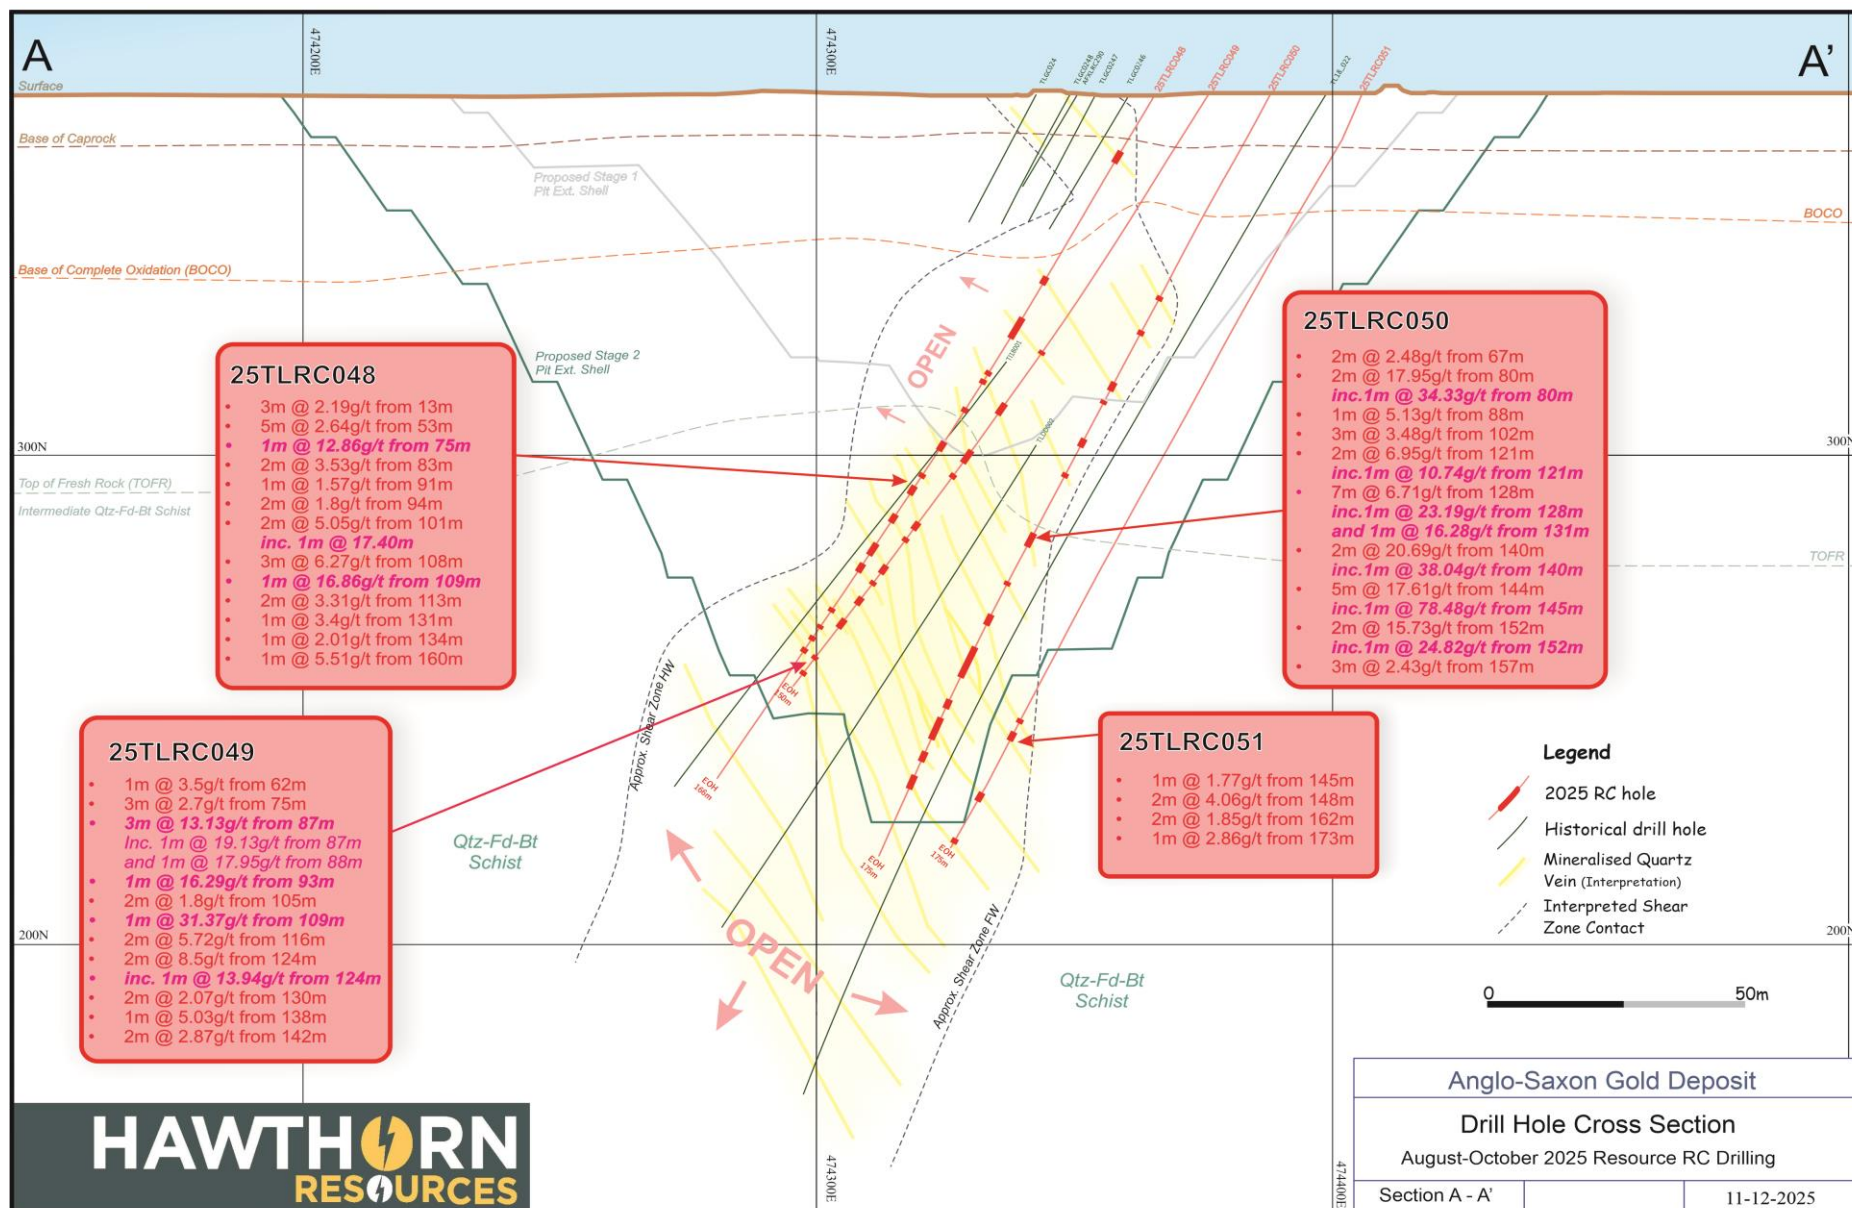 A
A'
474200E
474300E
TLGC024
TLGC0248
AFXLRC290
TLGC0247
TLGC0246
25TLRC048
25TLRC049
25TLRC050
TL18_022
25TLRC051
Surface
Base of Caprock
Proposed Stage 1
Pit Ext. Shell
BOCO
Base of Complete Oxidation (BOCO)
OPEN
Proposed Stage 2
Pit Ext. Shell
25TLRC048
• 3m @ 2.19g/t from 13m
• 5m @ 2.64g/t from 53m
• 1m @ 12.86g/t from 75m
• 2m @ 3.53g/t from 83m
• 1m @ 1.57g/t from 91m
• 2m @ 1.8g/t from 94m
• 2m @ 5.05g/t from 101m
inc. 1m @ 17.40m
• 3m @ 6.27g/t from 108m
• 1m @ 16.86g/t from 109m
• 2m @ 3.31g/t from 113m
• 1m @ 3.4g/t from 131m
• 1m @ 2.01g/t from 134m
• 1m @ 5.51g/t from 160m
25TLRC050
• 2m @ 2.48g/t from 67m
• 2m @ 17.95g/t from 80m
inc.1m @ 34.33g/t from 80m
• 1m @ 5.13g/t from 88m
• 3m @ 3.48g/t from 102m
• 2m @ 6.95g/t from 121m
inc.1m @ 10.74g/t from 121m
• 7m @ 6.71g/t from 128m
inc.1m @ 23.19g/t from 128m
and 1m @ 16.28g/t from 131m
• 2m @ 20.69g/t from 140m
inc.1m @ 38.04g/t from 140m
• 5m @ 17.61g/t from 144m
inc.1m @ 78.48g/t from 145m
• 2m @ 15.73g/t from 152m
inc.1m @ 24.82g/t from 152m
• 3m @ 2.43g/t from 157m
300N
300N
Top of Fresh Rock (TOFR)
Intermediate Qtz-Fd-Bt Schist
TOFR
Approx. Shear Zone HW
EOH
150m
EOH
166m
EOH
175m
EOH
175m
25TLRC049
• 1m @ 3.5g/t from 62m
• 3m @ 2.7g/t from 75m
• 3m @ 13.13g/t from 87m
Inc. 1m @ 19.13g/t from 87m
and 1m @ 17.95g/t from 88m
• 1m @ 16.29g/t from 93m
• 2m @ 1.8g/t from 105m
• 1m @ 31.37g/t from 109m
• 2m @ 5.72g/t from 116m
• 2m @ 8.5g/t from 124m
• inc. 1m @ 13.94g/t from 124m
• 2m @ 2.07g/t from 130m
• 1m @ 5.03g/t from 138m
• 2m @ 2.87g/t from 142m
25TLRC051
• 1m @ 1.77g/t from 145m
• 2m @ 4.06g/t from 148m
• 2m @ 1.85g/t from 162m
• 1m @ 2.86g/t from 173m
Qtz-Fd-Bt
Schist
OPEN
Approx. Shear Zone FW
Qtz-Fd-Bt
Schist
200N
200N
Legend
2025 RC hole
Historical drill hole
Mineralised Quartz
Vein (Interpretation)
Interpreted Shear
Zone Contact
0
50m
474300E
474400E
HAWTHORN
RESOURCES
Anglo-Saxon Gold Deposit
Drill Hole Cross Section
August-October 2025 Resource RC Drilling
Section A - A'
11-12-2025